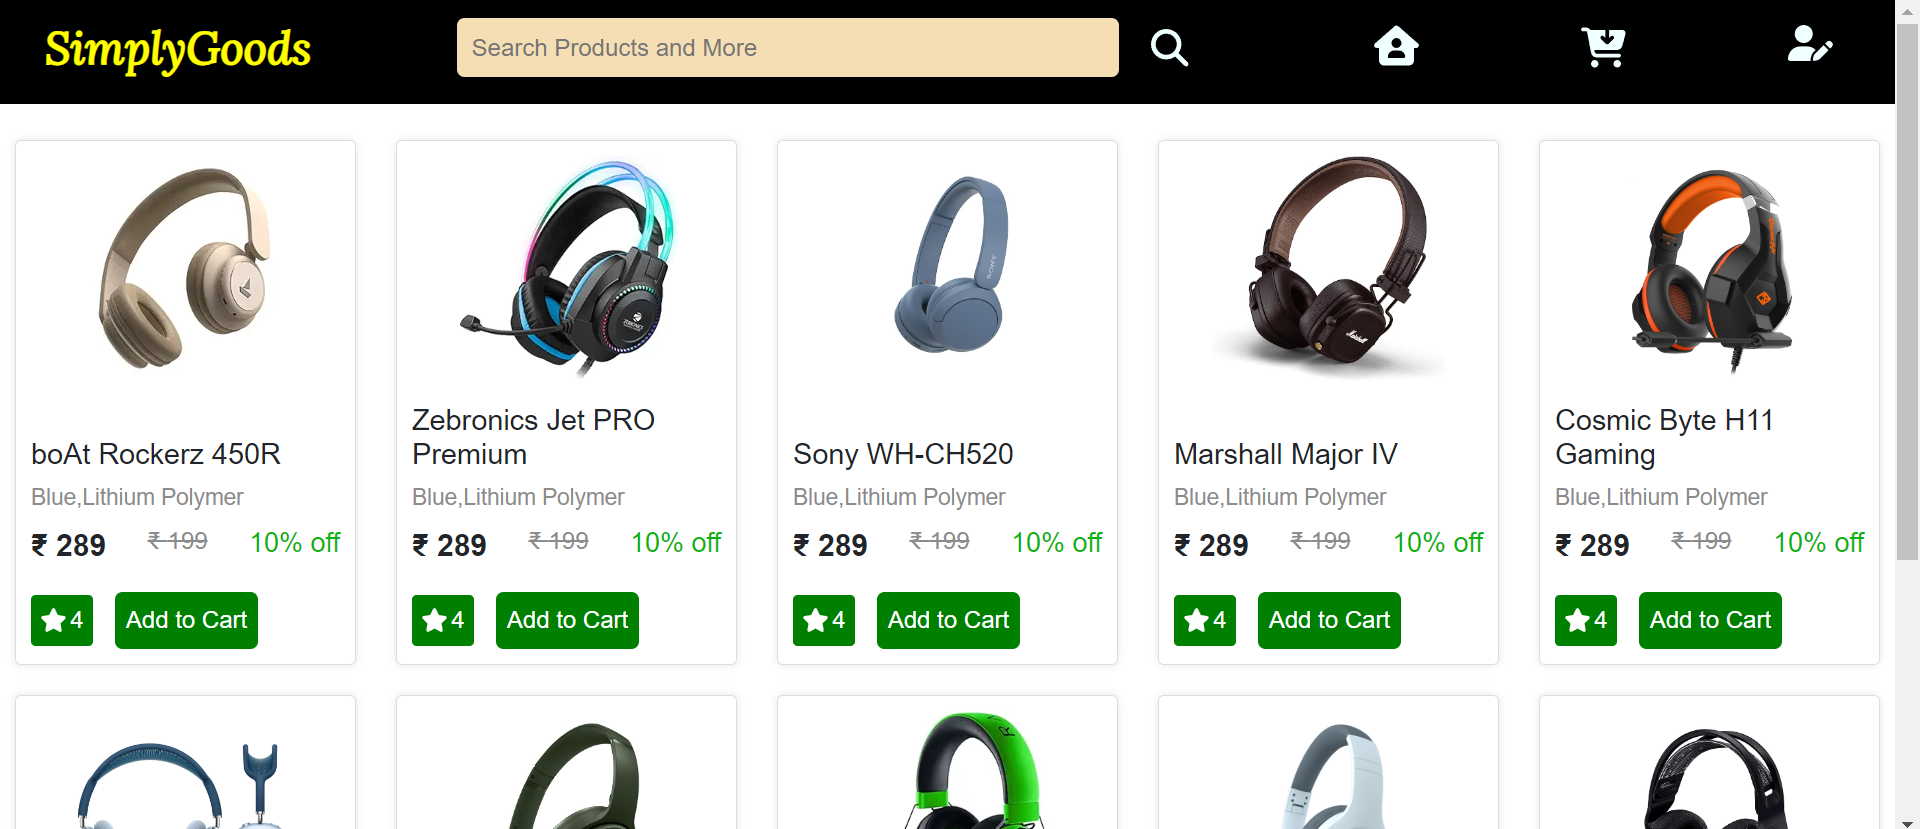 SimplyGoods
Search Products and More
SONY
ZEBRONICS
Marshall
boAt Rockerz 450R
Blue,Lithium Polymer
₹ 289 ₹ 199 10% off
4 Add to Cart
Zebronics Jet PRO
Premium
Blue,Lithium Polymer
₹ 289 ₹ 199 10% off
4 Add to Cart
Sony WH-CH520
Blue,Lithium Polymer
₹ 289 ₹ 199 10% off
4 Add to Cart
Marshall Major IV
Blue,Lithium Polymer
₹ 289 ₹ 199 10% off
4 Add to Cart
Cosmic Byte H11
Gaming
Blue,Lithium Polymer
₹ 289 ₹ 199 10% off
4 Add to Cart